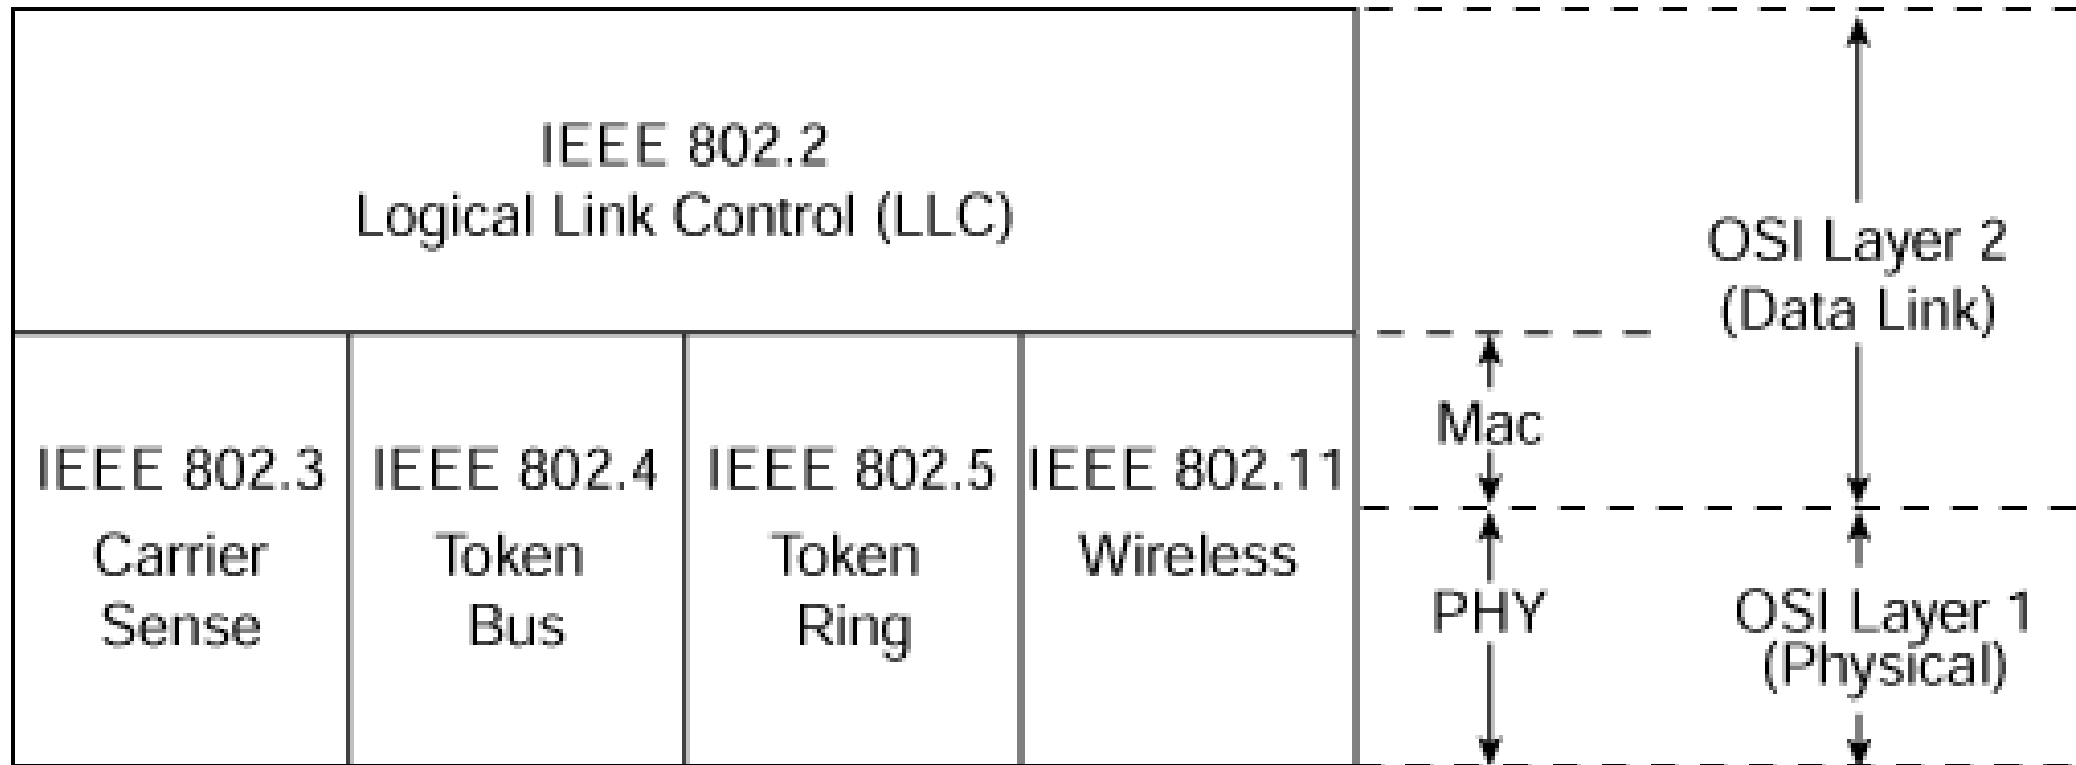 IEEE 802.2
Logical Link Control (LLC)
OSI Layer 2
(Data Link)
Mac
IEEE 802.3
Carrier
Sense
IEEE 802.4
Token
Bus
IEEE 802.5
Token
Ring
IEEE 802.11
Wireless
PHY
OSI Layer 1
(Physical)